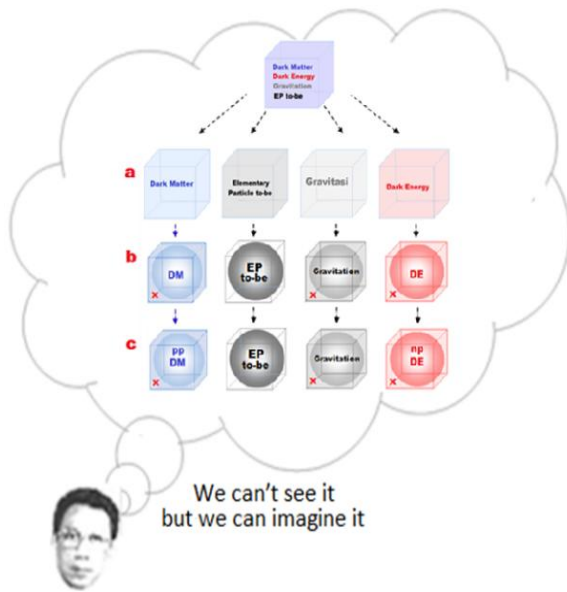 Dark Matter
Dark Energy
Gravitation
EP to-be
a
Dark Matter
Elementary
Particle to-be
Gravitasi
Dark Energy
b
DM
×
EP
to-be
Gravitation
×
DE
×
c
pp
DM
×
EP
to-be
Gravitation
×
np
DE
×
We can't see it
but we can imagine it